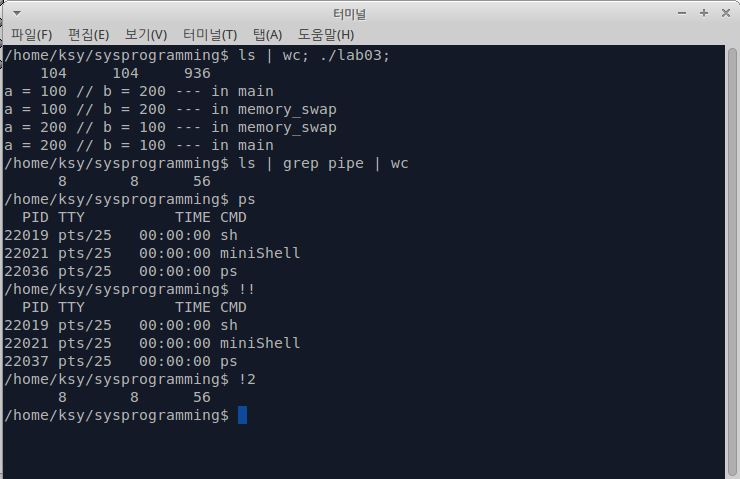 터미널
파일(F) 편집(E) 보기(V) 터미널(T) 탭(A) 도움말(H)
/home/ksy/sysprogramming$ ls | wc; ./lab03;
    104     104     936
a = 100 // b = 200 --- in main
a = 100 // b = 200 --- in memory_swap
a = 200 // b = 100 --- in memory_swap
a = 200 // b = 100 --- in main
/home/ksy/sysprogramming$ ls | grep pipe | wc
      8       8      56
/home/ksy/sysprogramming$ ps
  PID TTY          TIME CMD
22019 pts/25   00:00:00 sh
22021 pts/25   00:00:00 miniShell
22036 pts/25   00:00:00 ps
/home/ksy/sysprogramming$ !!
  PID TTY          TIME CMD
22019 pts/25   00:00:00 sh
22021 pts/25   00:00:00 miniShell
22037 pts/25   00:00:00 ps
/home/ksy/sysprogramming$ !2
      8       8      56
/home/ksy/sysprogramming$